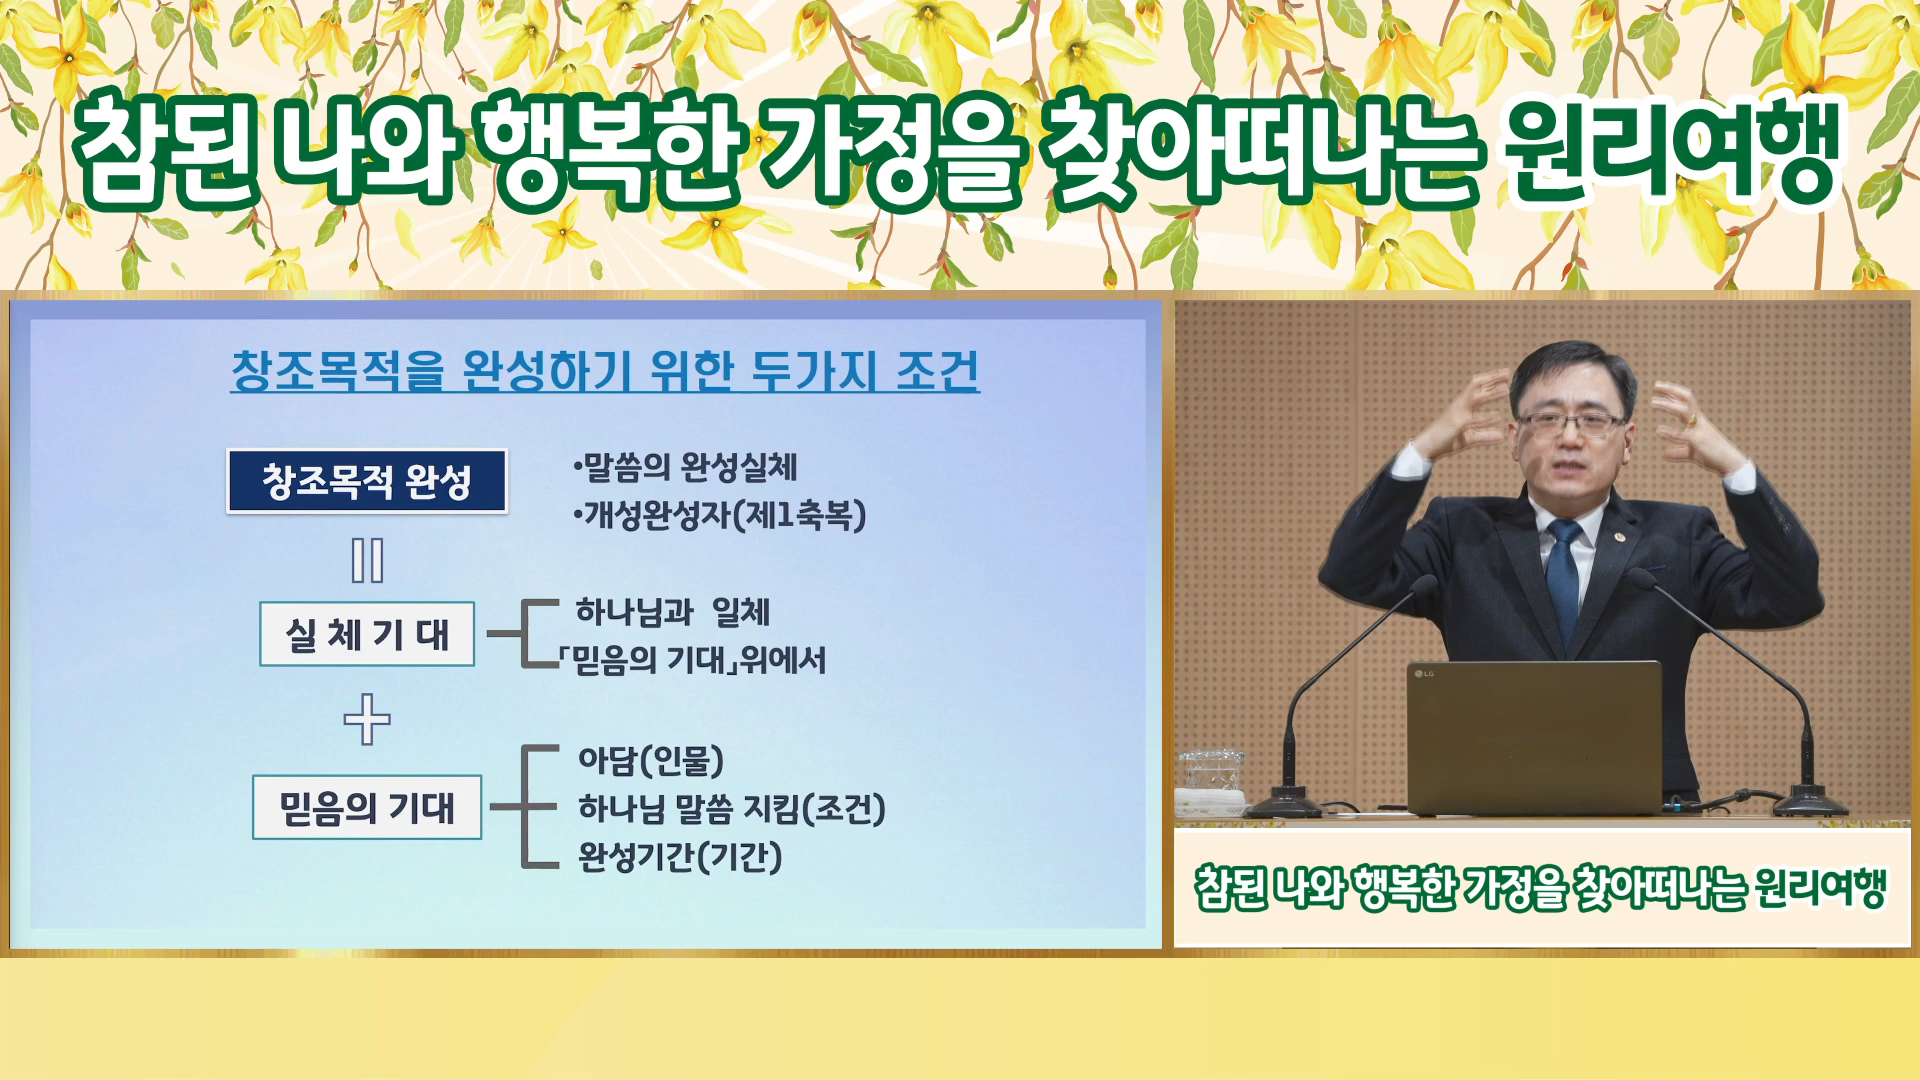 참된 나와 행복한 가정을 찾아떠나는 원리여행
창조목적을 완성하기 위한 두가지 조건
창조목적 완성
•말씀의 완성실체
•개성완성자(제1축복)
실 체 기 대
하나님과 일체
「믿음의 기대」위에서
믿음의 기대
아담(인물)
하나님 말씀 지킴(조건)
완성기간(기간)
LG
참된 나와 행복한 가정을 찾아떠나는 원리여행